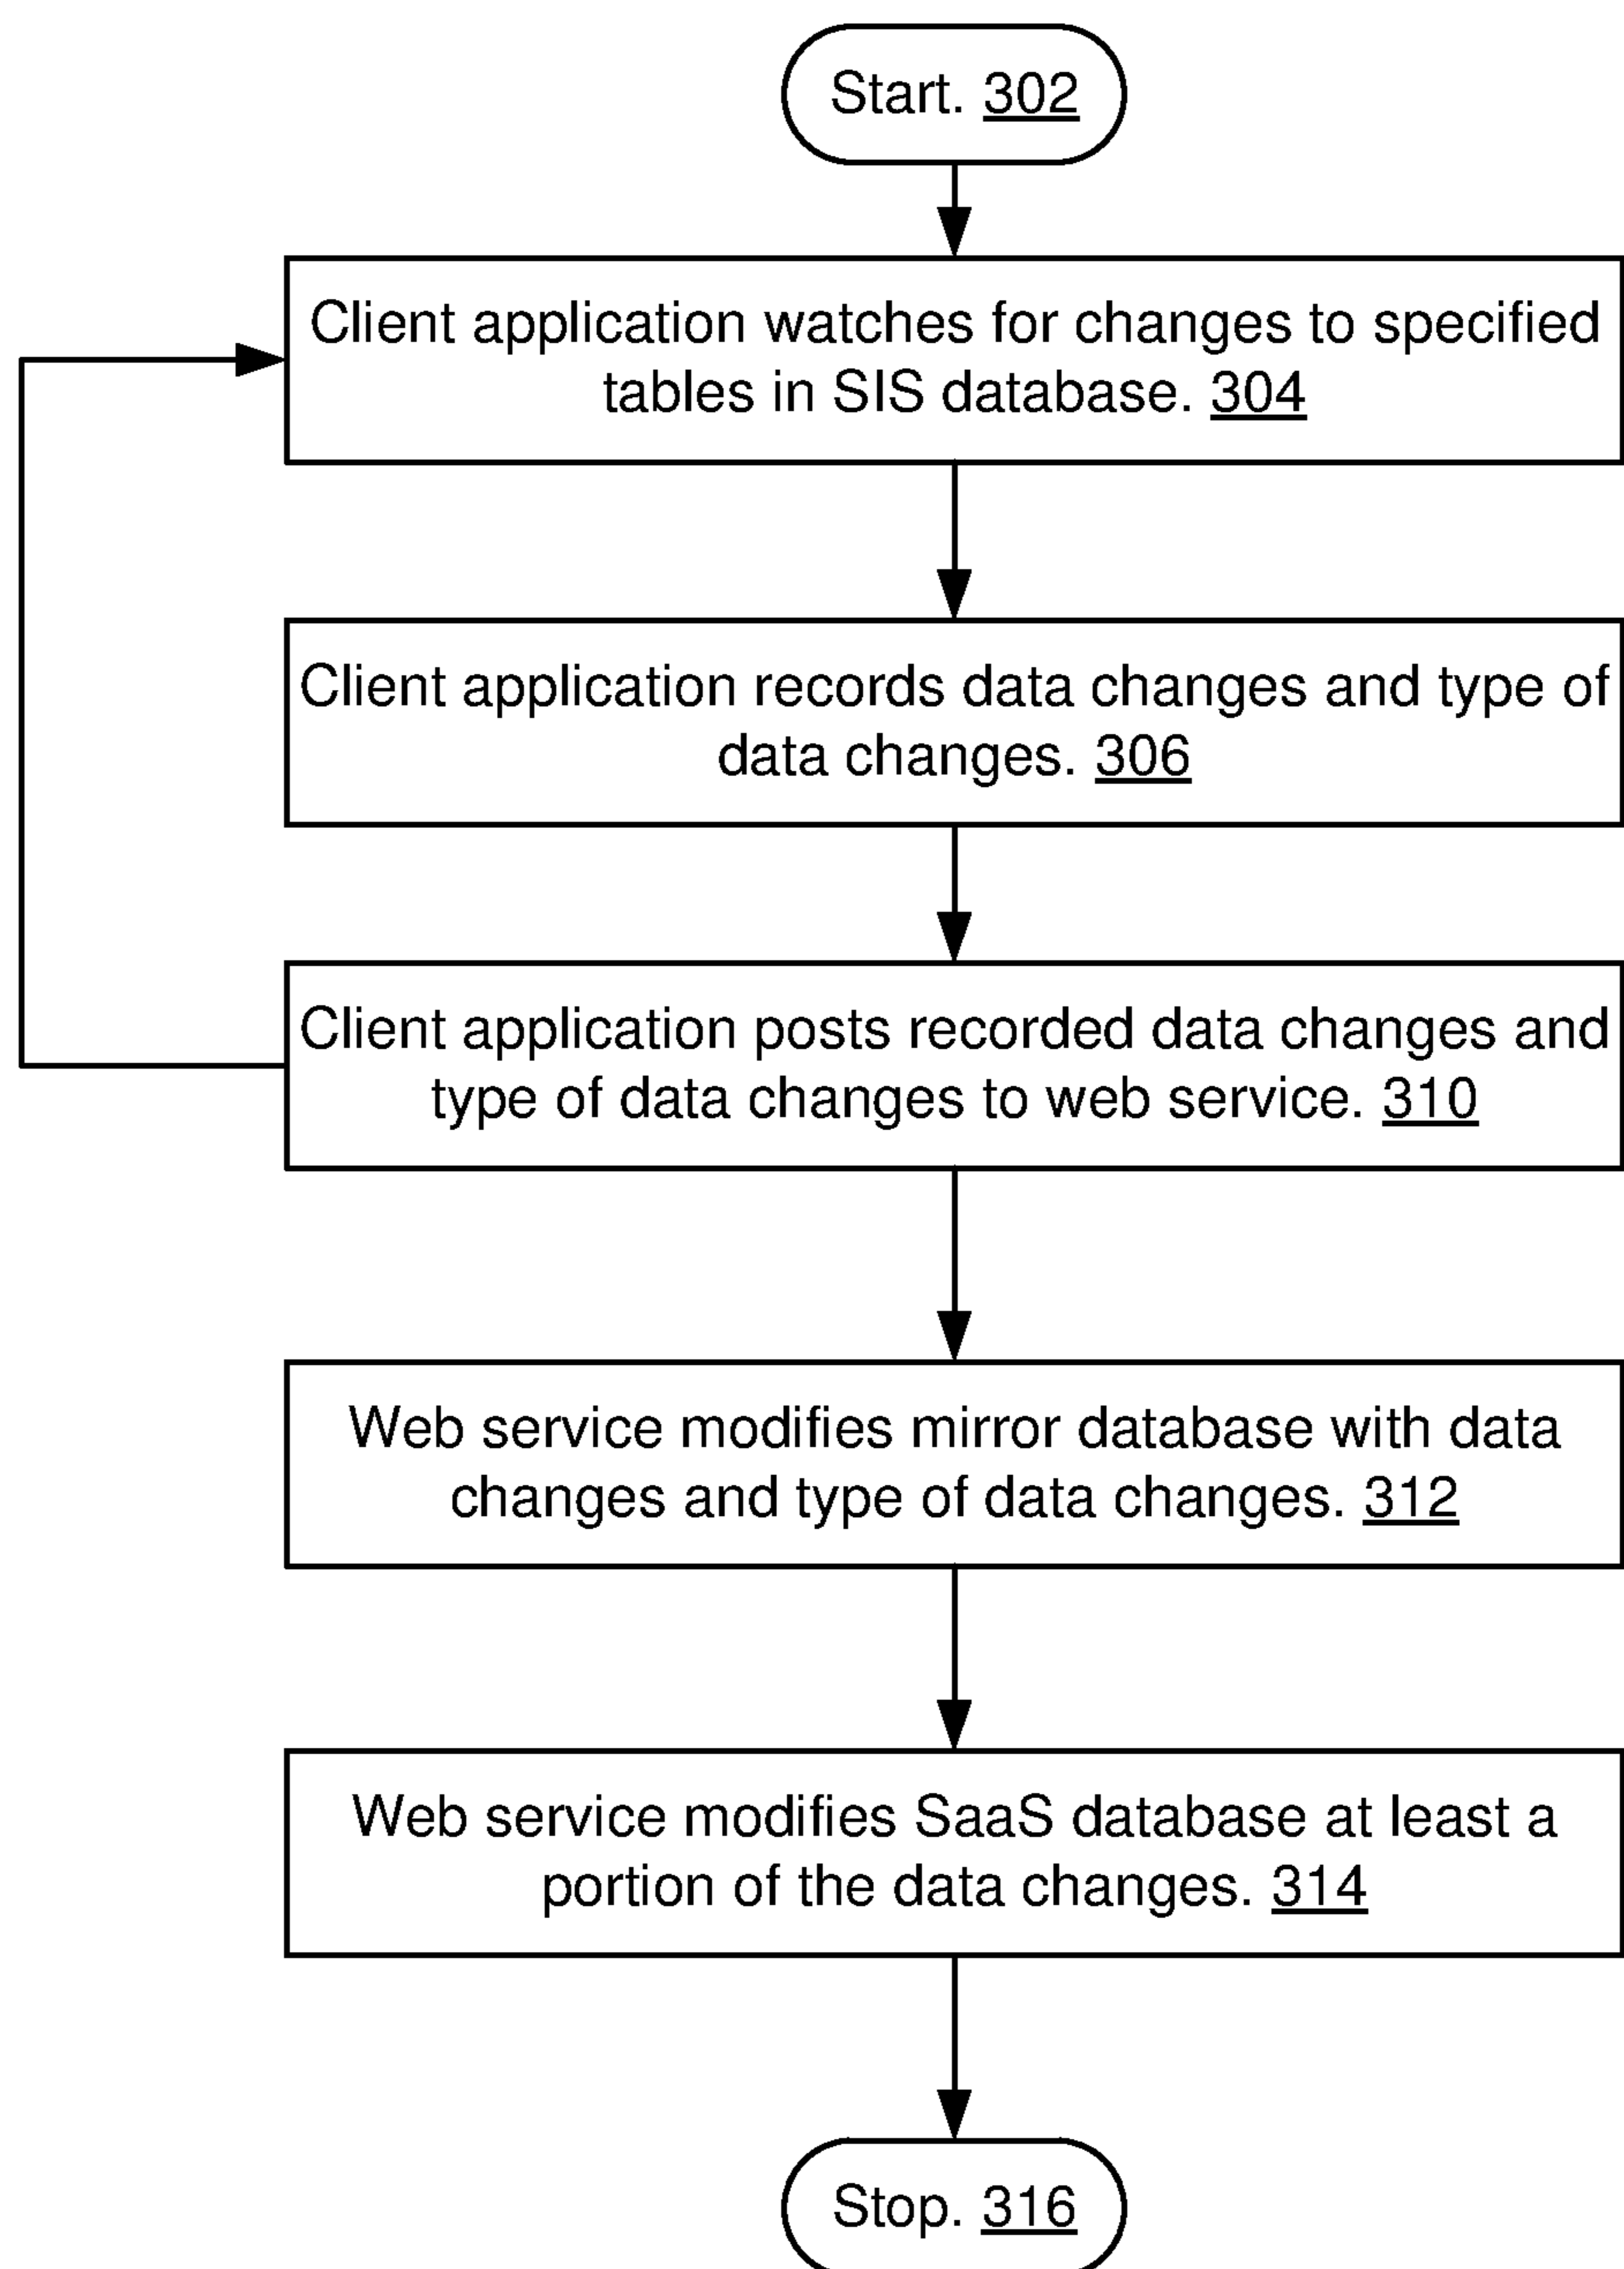 Start. 302
Client application watches for changes to specified
tables in SIS database. 304
Client application records data changes and type of
data changes. 306
Client application posts recorded data changes and
type of data changes to web service. 310
Web service modifies mirror database with data
changes and type of data changes. 312
Web service modifies SaaS database at least a
portion of the data changes. 314
Stop. 316